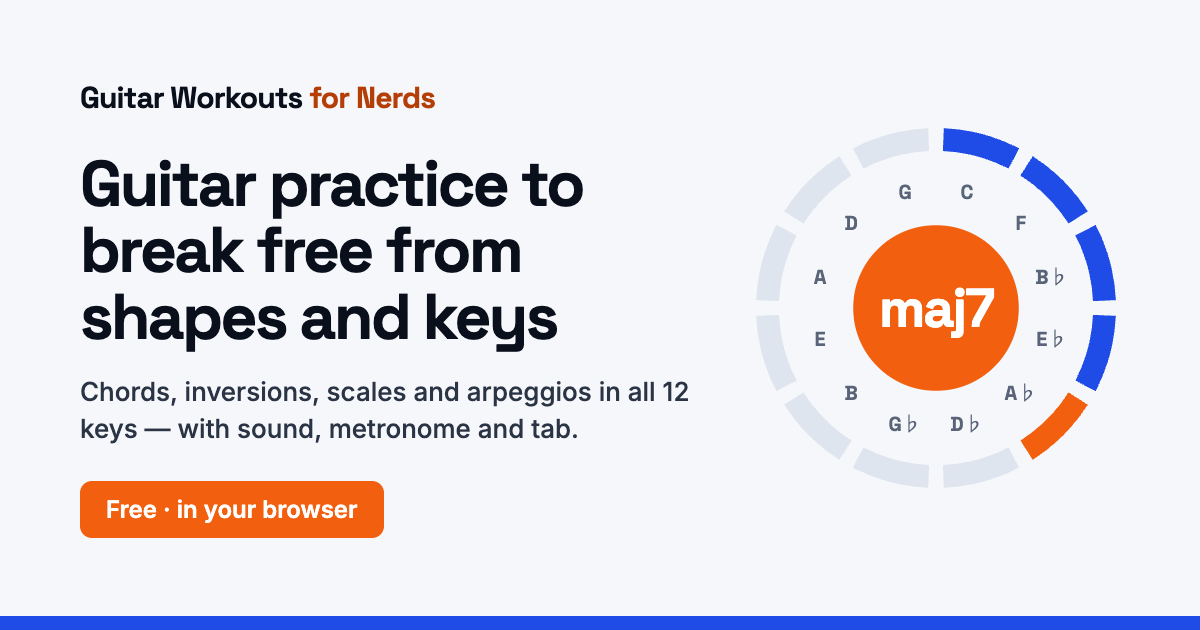 Guitar Workouts for Nerds
Guitar practice to
break free from
shapes and keys
Chords, inversions, scales and arpeggios in all 12
keys — with sound, metronome and tab.
Free · in your browser
C
F
B♭
E♭
A♭
D♭
G♭
B
E
A
D
G
maj7